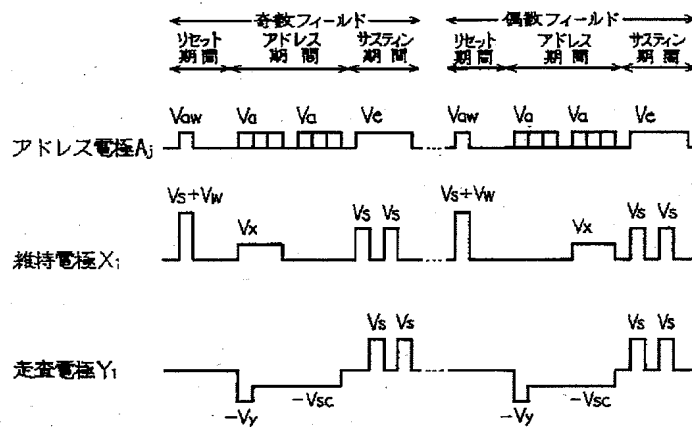 奇数フィールド 偶数フィールド
リセット期間 アドレス期間 サスティン期間 リセット期間 アドレス期間 サスティン期間
Vaw Va Va Ve Vaw Va Va Ve
アドレス電極Aj
Vs+Vw Vx Vs Vs Vs+Vw Vx Vs Vs
維持電極X1
Vs Vs Vs Vs
走査電極Y1
-Vy -Vsc -Vy -Vsc